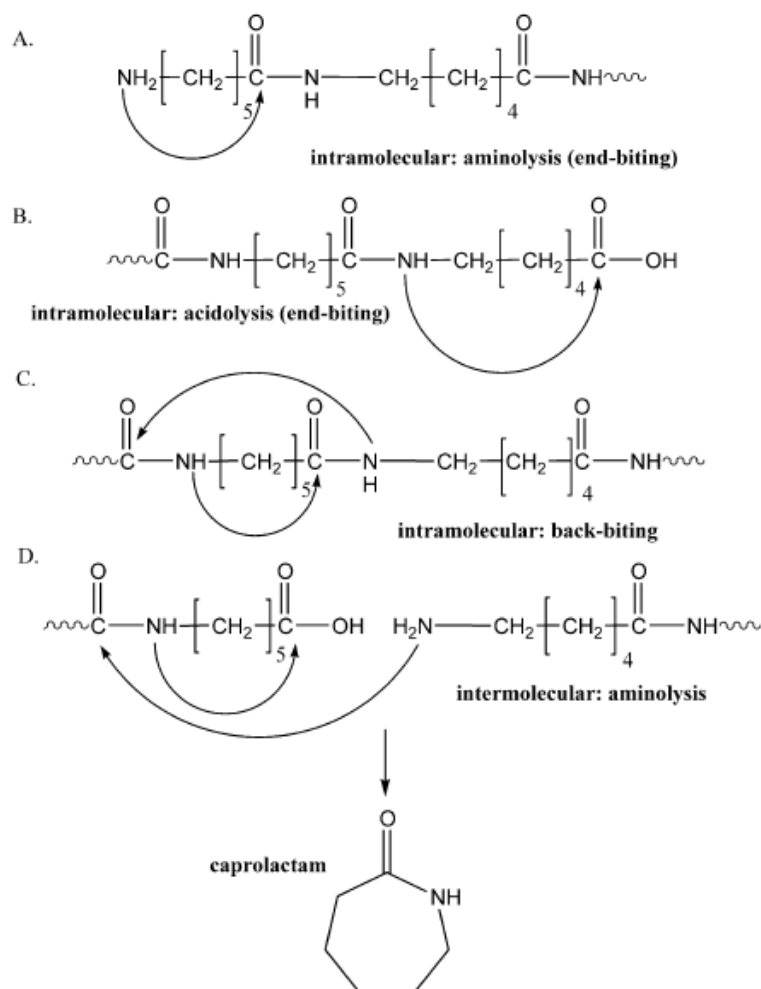 A.
O O
NH₂ [CH₂]₅ C NH CH₂ [CH₂]₄ C NH
intramolecular: aminolysis (end-biting)
B.
O O O
C NH [CH₂]₅ C NH CH₂ [CH₂]₄ C OH
intramolecular: acidolysis (end-biting)
C.
O O O
C NH [CH₂]₅ C NH CH₂ [CH₂]₄ C NH
intramolecular: back-biting
D.
O O O
C NH [CH₂]₅ C OH H₂N CH₂ [CH₂]₄ C NH
intermolecular: aminolysis
O
caprolactam
NH